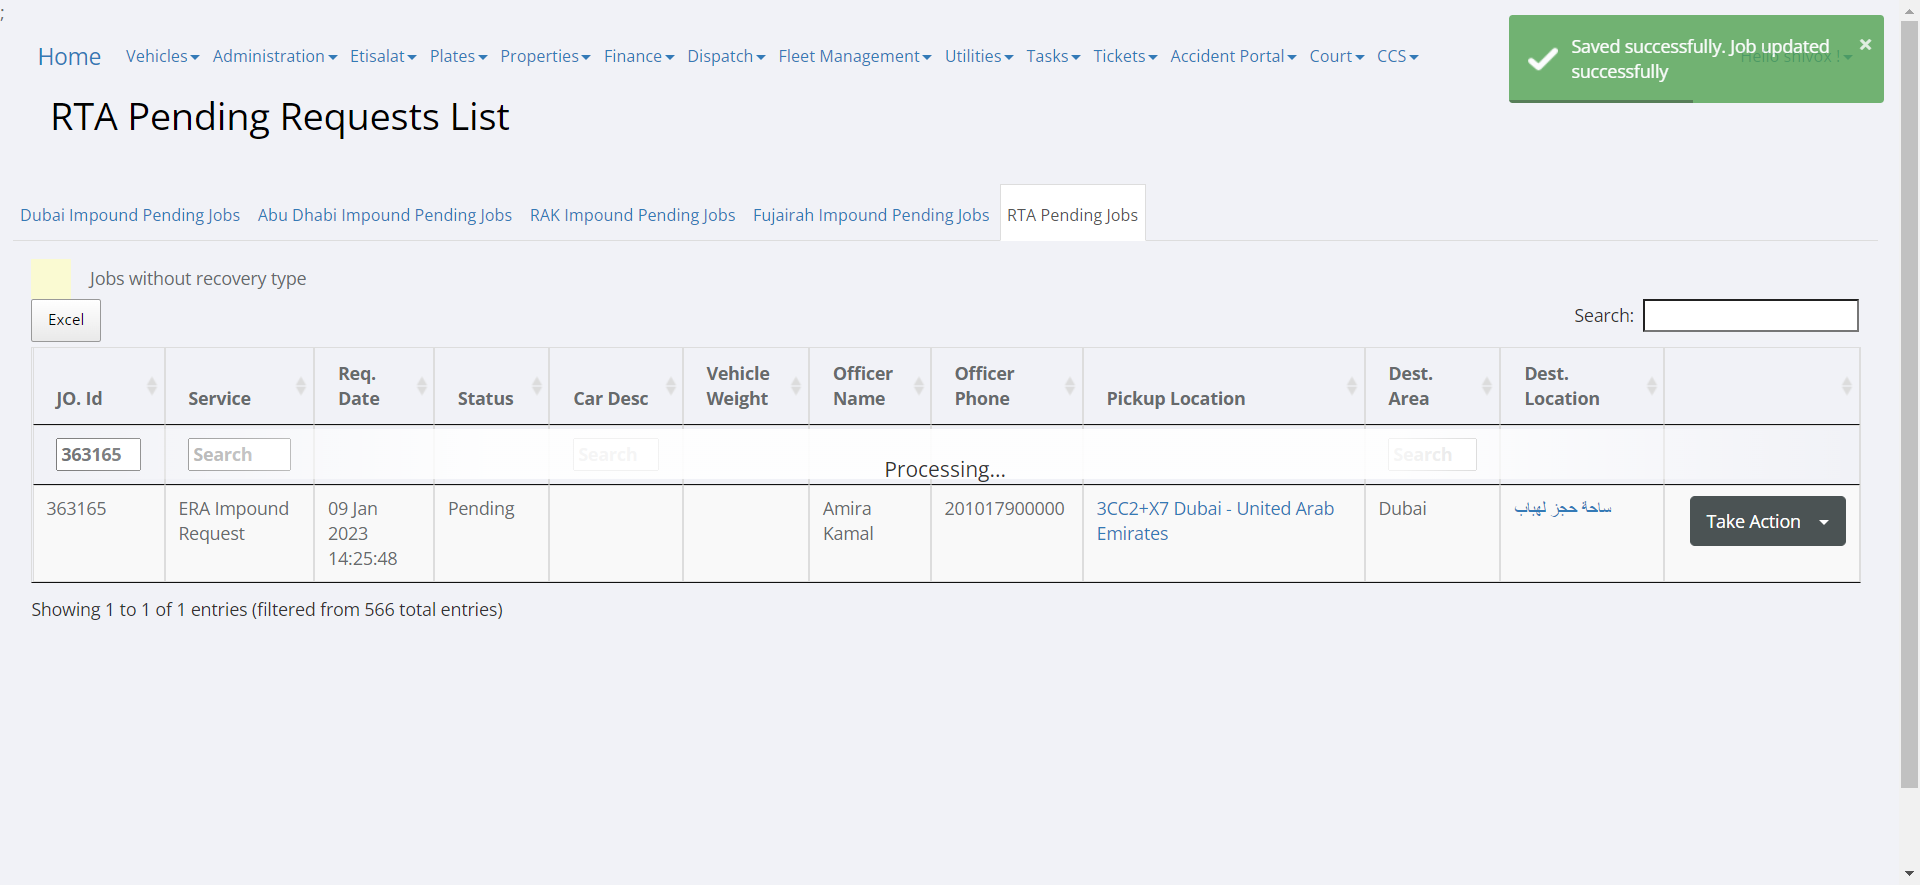 ;
Home Vehicles Administration Etisalat Plates Properties Finance Dispatch Fleet Management Utilities Tasks Tickets Accident Portal Court CCS Hello shivox !
Saved successfully. Job updated
successfully
×
RTA Pending Requests List
Dubai Impound Pending Jobs Abu Dhabi Impound Pending Jobs RAK Impound Pending Jobs Fujairah Impound Pending Jobs RTA Pending Jobs
Jobs without recovery type
Excel
Search:
JO. Id Service Req. Date Status Car Desc Vehicle Weight Officer Name Officer Phone Pickup Location Dest. Area Dest. Location
363165 Search Search Search
Processing...
363165 ERA Impound Request 09 Jan 2023 14:25:48 Pending Amira Kamal 201017900000 3CC2+X7 Dubai - United Arab Emirates Dubai ساحة حجز لهباب Take Action
Showing 1 to 1 of 1 entries (filtered from 566 total entries)